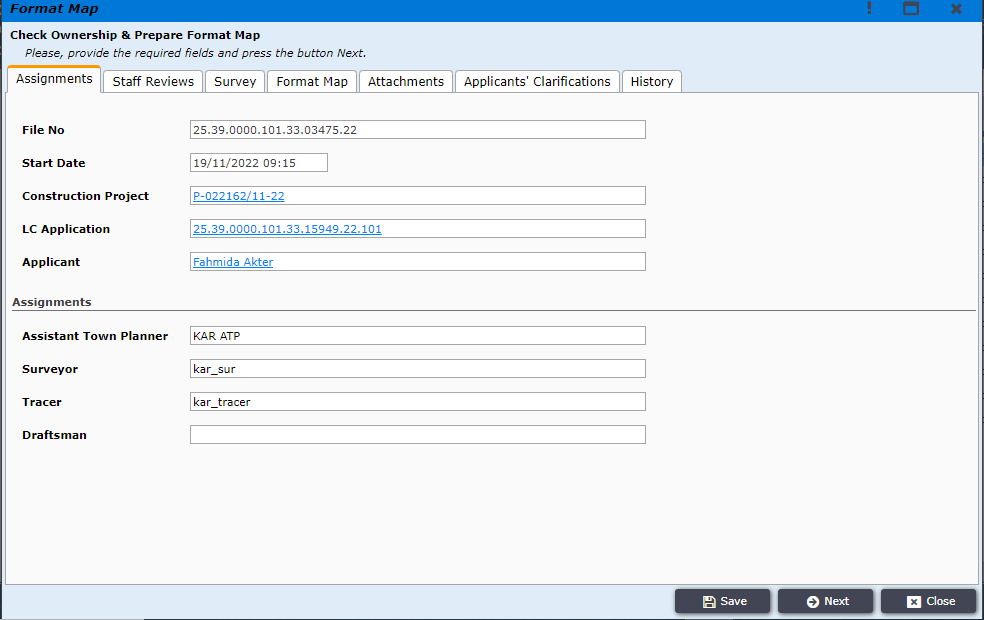 Format Map
Check Ownership & Prepare Format Map
Please, provide the required fields and press the button Next.
Assignments Staff Reviews Survey Format Map Attachments Applicants' Clarifications History
File No 25.39.0000.101.33.03475.22
Start Date 19/11/2022 09:15
Construction Project P-022162/11-22
LC Application 25.39.0000.101.33.15949.22.101
Applicant Fahmida Akter
Assignments
Assistant Town Planner KAR ATP
Surveyor kar_sur
Tracer kar_tracer
Draftsman
Save Next Close